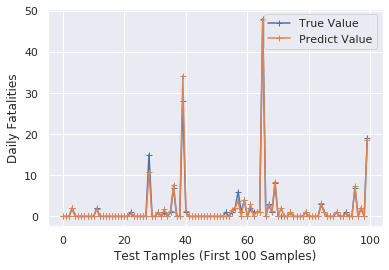 50
40
30
20
10
0
Daily Fatalities
True Value
Predict Value
0 20 40 60 80 100
Test Tamples (First 100 Samples)